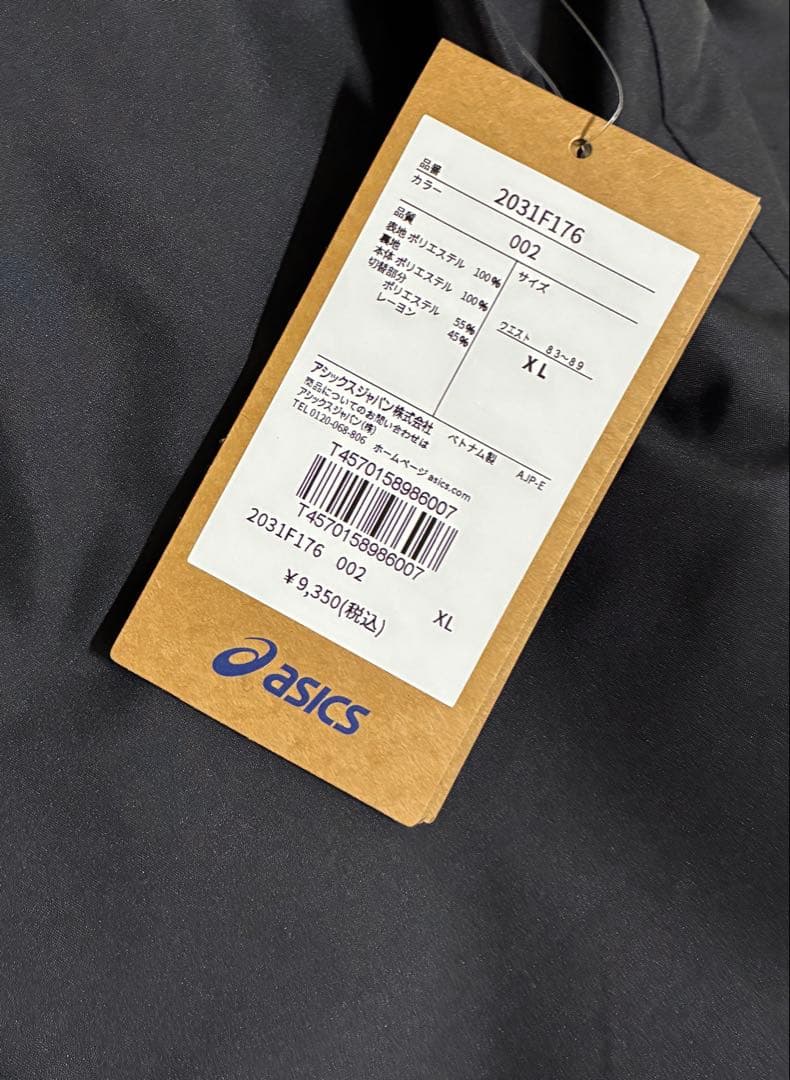 品番 2031F176
カラー 002
品質
表地 ポリエステル 100%
裏地
本体 ポリエステル 100%
切替部分
ポリエステル 55%
レーヨン 45%
サイズ
ウエスト 83~89
XL
アシックスジャパン株式会社 ベトナム製 AJP-E
商品についてのお問い合わせは
アシックスジャパン(株)
TEL 0120-068-806 ホームページ asics.com
T4570158986007
T4570158986007
2031F176 002 XL
¥9,350(税込)
asics